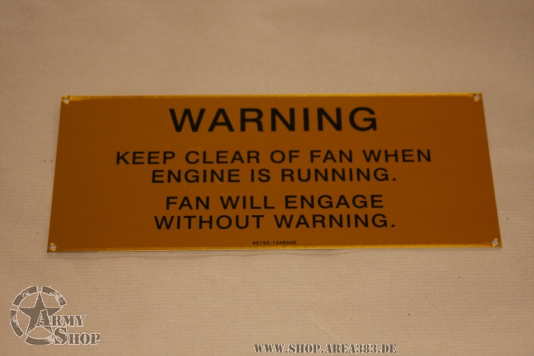 WARNING
KEEP CLEAR OF FAN WHEN
ENGINE IS RUNNING.
FAN WILL ENGAGE
WITHOUT WARNING.
ARMY
SHOP
WWW.SHOP.AREA383.DE